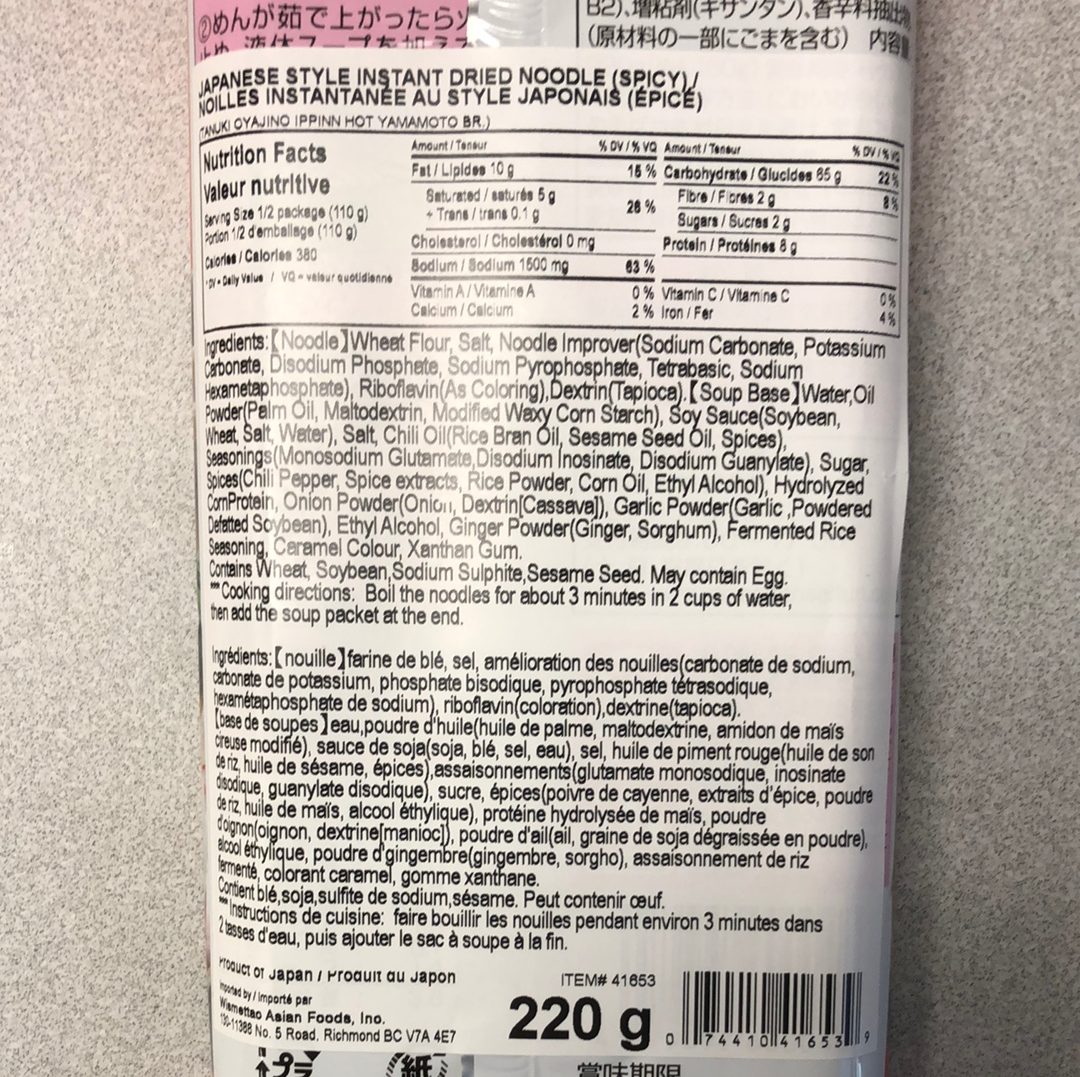 ②めんが茹で上がったらソ
止め、液体スープを加えて
B2)、増粘剤(キサンタン)、香辛料抽出物
(原材料の一部にごまを含む) 内容量
JAPANESE STYLE INSTANT DRIED NOODLE (SPICY)/
NOILLES INSTANTANÉE AU STYLE JAPONAIS (ÉPICÉ)
(TANUKI OYAJINO IPPINN HOT YAMAMOTO BR.)
Nutrition Facts
Valeur nutritive
Serving Size 1/2 package (110 g)
Portion 1/2 d'emballage (110 g)
Calories / Calories 380
*DV = Daily Value / VQ = valeur quotidienne
Amount / Teneur % DV / % VQ
Fat / Lipides 10 g 15 %
Saturated / saturés 5 g
+ Trans / trans 0.1 g 26 %
Cholesterol / Cholestérol 0 mg
Sodium / Sodium 1500 mg 63 %
Vitamin A / Vitamine A 0 %
Calcium / Calcium 2 %
Amount / Teneur % DV / % VQ
Carbohydrate / Glucides 65 g 22 %
Fibre / Fibres 2 g 8 %
Sugars / Sucres 2 g
Protein / Protéines 8 g
Vitamin C / Vitamine C 0 %
Iron / Fer 4 %
Ingredients:【Noodle】Wheat Flour, Salt, Noodle Improver(Sodium Carbonate, Potassium
Carbonate, Disodium Phosphate, Sodium Pyrophosphate, Tetrabasic, Sodium
Hexametaphosphate), Riboflavin(As Coloring),Dextrin(Tapioca).【Soup Base】Water,Oil
Powder(Palm Oil, Maltodextrin, Modified Waxy Corn Starch), Soy Sauce(Soybean,
Wheat, Salt, Water), Salt, Chili Oil(Rice Bran Oil, Sesame Seed Oil, Spices),
Seasonings(Monosodium Glutamate,Disodium Inosinate, Disodium Guanylate), Sugar,
Spices(Chili Pepper, Spice extracts, Rice Powder, Corn Oil, Ethyl Alcohol), Hydrolyzed
CornProtein, Onion Powder(Onion, Dextrin[Cassava]), Garlic Powder(Garlic ,Powdered
Defatted Soybean), Ethyl Alcohol, Ginger Powder(Ginger, Sorghum), Fermented Rice
Seasoning, Caramel Colour, Xanthan Gum.
Contains Wheat, Soybean,Sodium Sulphite,Sesame Seed. May contain Egg.
***Cooking directions: Boil the noodles for about 3 minutes in 2 cups of water,
then add the soup packet at the end.
Ingrédients:【nouille】farine de blé, sel, amélioration des nouilles(carbonate de sodium,
carbonate de potassium, phosphate bisodique, pyrophosphate tétrasodique,
hexamétaphosphate de sodium), riboflavin(coloration),dextrine(tapioca).
【base de soupes】eau,poudre d'huile(huile de palme, maltodextrine, amidon de maïs
cireuse modifié), sauce de soja(soja, blé, sel, eau), sel, huile de piment rouge(huile de son
de riz, huile de sésame, épices),assaisonnements(glutamate monosodique, inosinate
disodique, guanylate disodique), sucre, épices(poivre de cayenne, extraits d'épice, poudre
de riz, huile de maïs, alcool éthylique), protéine hydrolysée de maïs, poudre
d'oignon(oignon, dextrine[manioc]), poudre d'ail(ail, graine de soja dégraissée en poudre),
alcool éthylique, poudre d'gingembre(gingembre, sorgho), assaisonnement de riz
fermenté, colorant caramel, gomme xanthane.
Contient blé,soja,sulfite de sodium,sésame. Peut contenir œuf.
***Instructions de cuisine: faire bouillir les nouilles pendant environ 3 minutes dans
2 tasses d'eau, puis ajouter le sac à soupe à la fin.
Product of Japan / Produit du Japon
Imported by / Importé par
Wismettac Asian Foods, Inc.
130-11388 No. 5 Road. Richmond BC V7A 4E7
ITEM# 41653
220 g
0 74410 41653 9
プラ
紙
賞味期限